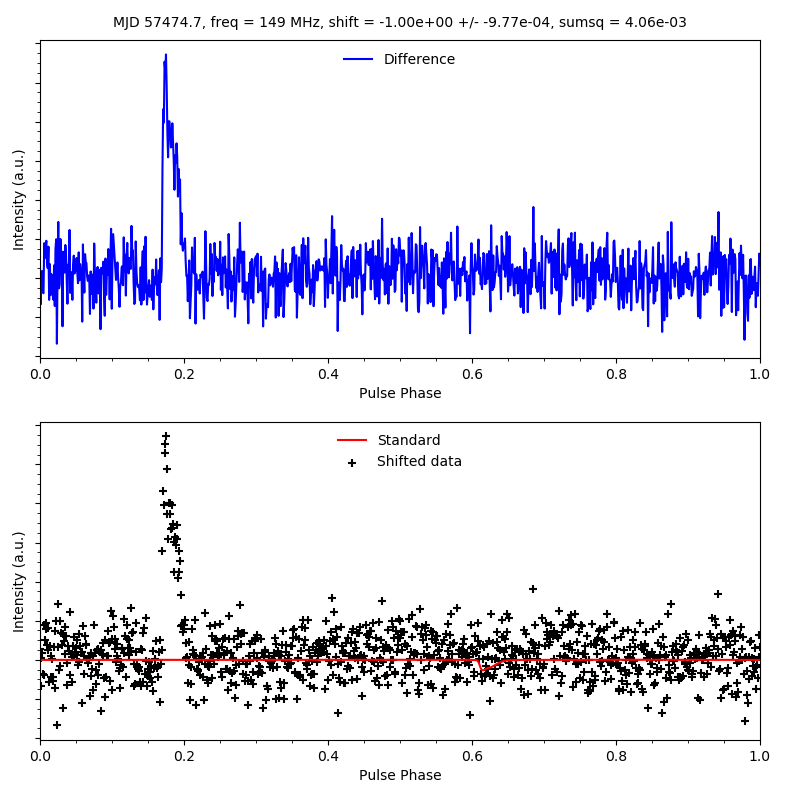 MJD 57474.7, freq = 149 MHz, shift = -1.00e+00 +/- -9.77e-04, sumsq = 4.06e-03
Difference
Intensity (a.u.)
0.0 0.2 0.4 0.6 0.8 1.0
Pulse Phase
Standard
Shifted data
Intensity (a.u.)
0.0 0.2 0.4 0.6 0.8 1.0
Pulse Phase